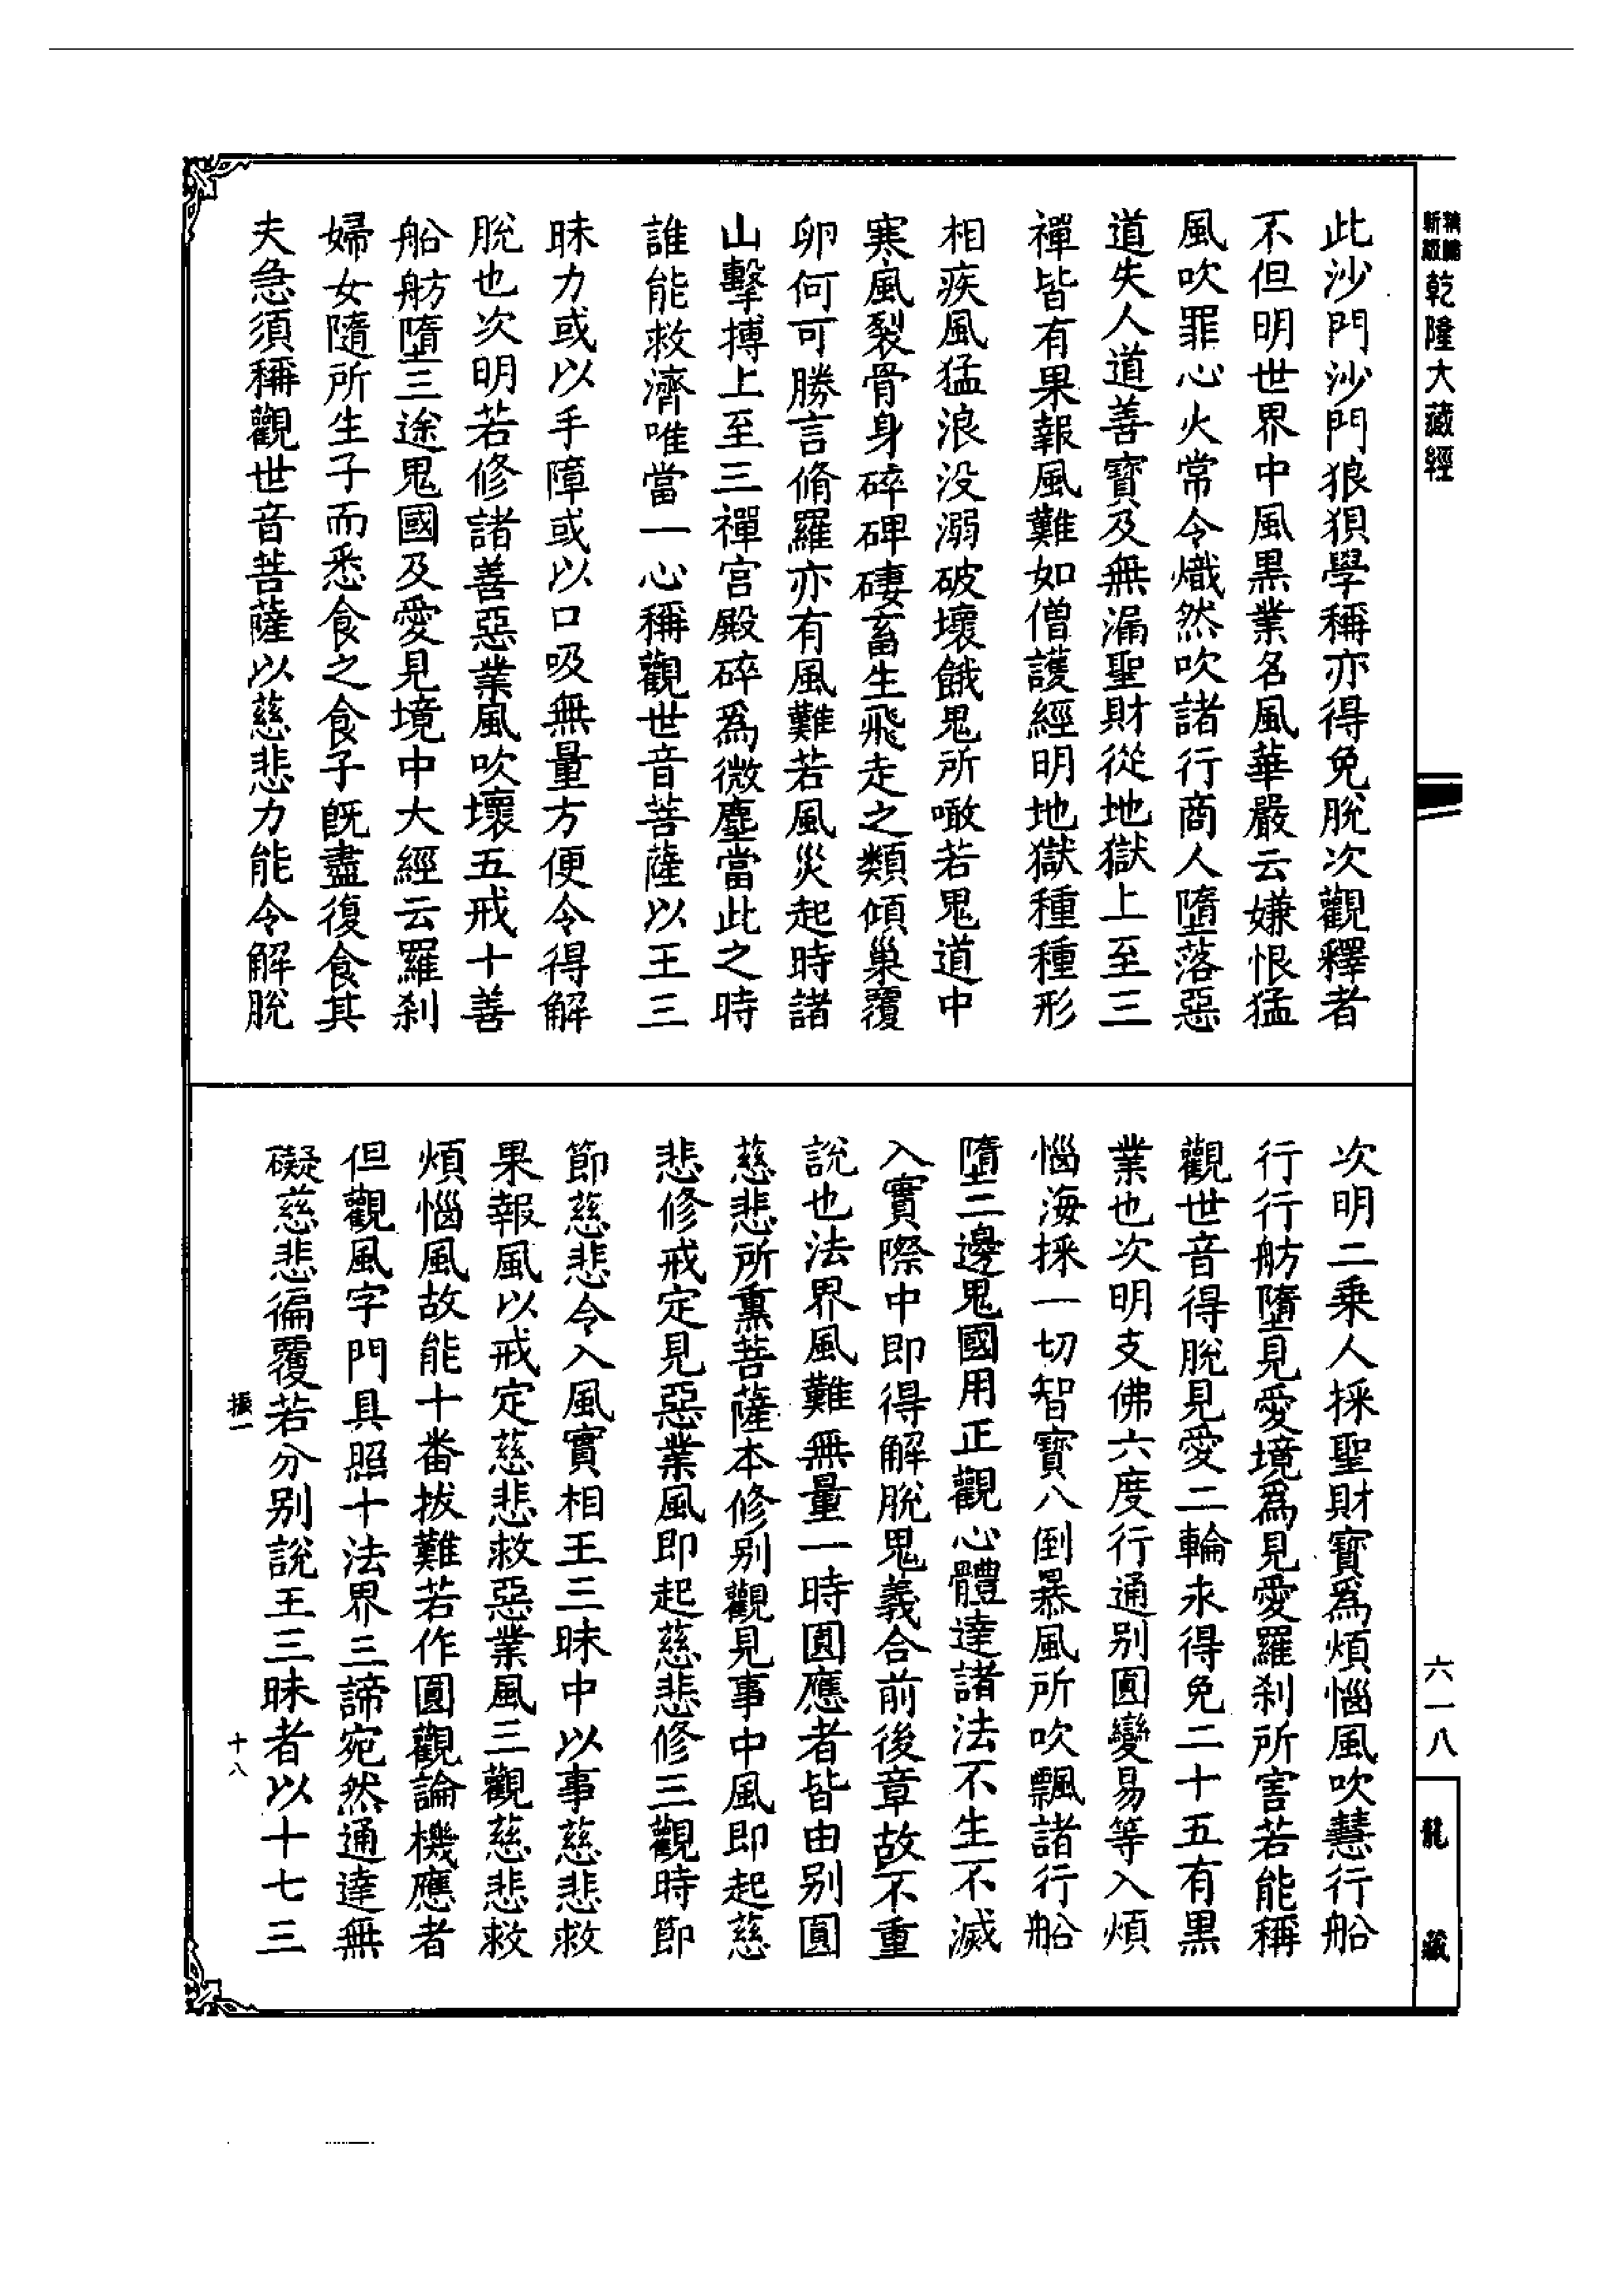 新編縮版乾隆大藏經
此沙門沙門狼狽學稱亦得免脫次觀釋者
不但明世界中風黑業名風華嚴云嫌恨猛
風吹罪心火常令熾然吹諸行商人墮落惡
道失人道善寶及無漏聖財從地獄上至三
禪皆有果報風難如僧護經明地獄種種形
相疾風猛浪没溺破壞餓鬼所噉若鬼道中
寒風裂骨身碎碑磪畜生飛走之類傾巢覆
卵何可勝言脩羅亦有風難若風災起時諸
山擊搏上至三禪宫殿碎爲微塵當此之時
誰能救濟唯當一心稱觀世音菩薩以王三
昧力或以手障或以口吸無量方便令得解
脫也次明若修諸善惡業風吹壞五戒十善
船舫墮三途鬼國及愛見境中大經云羅刹
婦女隨所生子而悉食之食子旣盡復食其
夫急須稱觀世音菩薩以慈悲力能令解脫
次明二乘人採聖財寶爲煩惱風吹慧行船
行行舫墮見愛境爲見愛羅刹所害若能稱
觀世音得脫見愛二輪永得免二十五有黑
業也次明支佛六度行通别圓變易等入煩
惱海採一切智寶八倒暴風所吹飄諸行船
墮二邊鬼國用正觀心體達諸法不生不滅
入實際中即得解脫鬼義合前後章故不重
說也法界風難無量一時圓應者皆由别圓
慈悲所熏菩薩本修别觀見事中風即起慈
悲修戒定見惡業風即起慈悲修三觀時節
節慈悲令入風實相王三昧中以事慈悲救
果報風以戒定慈悲救惡業風三觀慈悲救
煩惱風故能十番拔難若作圓觀論機應者
但觀風字門具照十法界三諦宛然通達無
礙慈悲徧覆若分别說王三昧者以十七三
振一
十八
六一八
龍藏